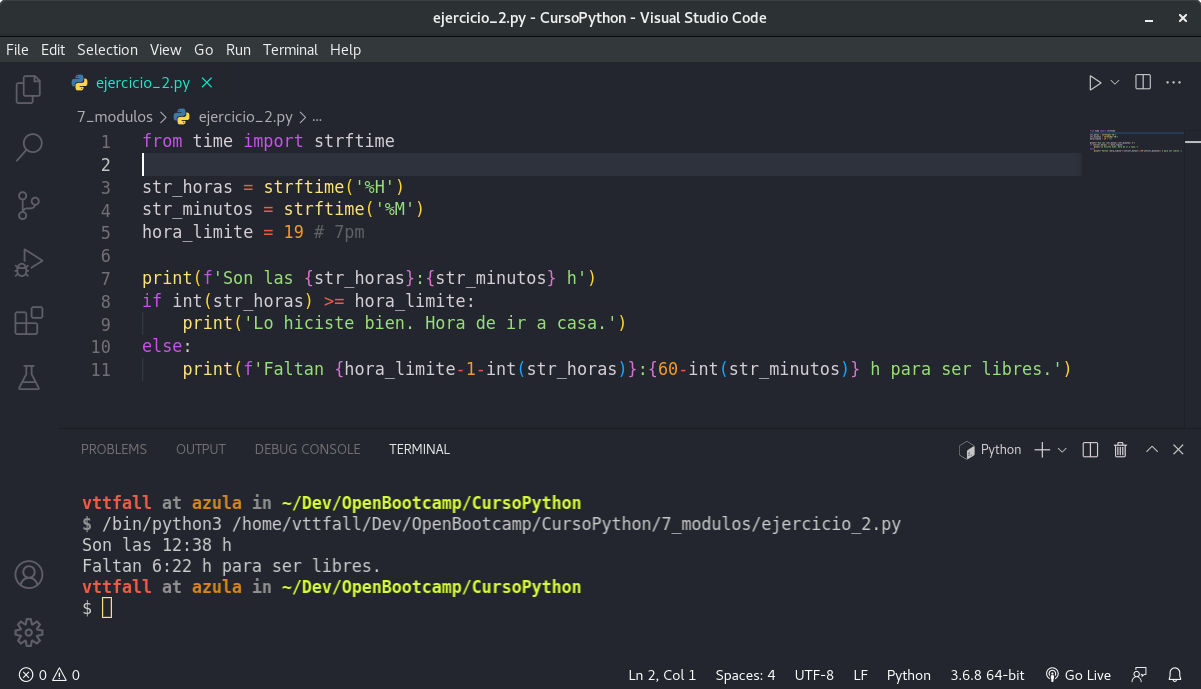 ejercicio_2.py - CursoPython - Visual Studio Code
File Edit Selection View Go Run Terminal Help
ejercicio_2.py
7_modulos > ejercicio_2.py > ...
1 from time import strftime
2
3 str_horas = strftime('%H')
4 str_minutos = strftime('%M')
5 hora_limite = 19 # 7pm
6
7 print(f'Son las {str_horas}:{str_minutos} h')
8 if int(str_horas) >= hora_limite:
9     print('Lo hiciste bien. Hora de ir a casa.')
10 else:
11     print(f'Faltan {hora_limite-1-int(str_horas)}:{60-int(str_minutos)} h para ser libres.')
PROBLEMS OUTPUT DEBUG CONSOLE TERMINAL Python
vttfall at azula in ~/Dev/OpenBootcamp/CursoPython
$ /bin/python3 /home/vttfall/Dev/OpenBootcamp/CursoPython/7_modulos/ejercicio_2.py
Son las 12:38 h
Faltan 6:22 h para ser libres.
vttfall at azula in ~/Dev/OpenBootcamp/CursoPython
$
0 0 Ln 2, Col 1 Spaces: 4 UTF-8 LF Python 3.6.8 64-bit Go Live